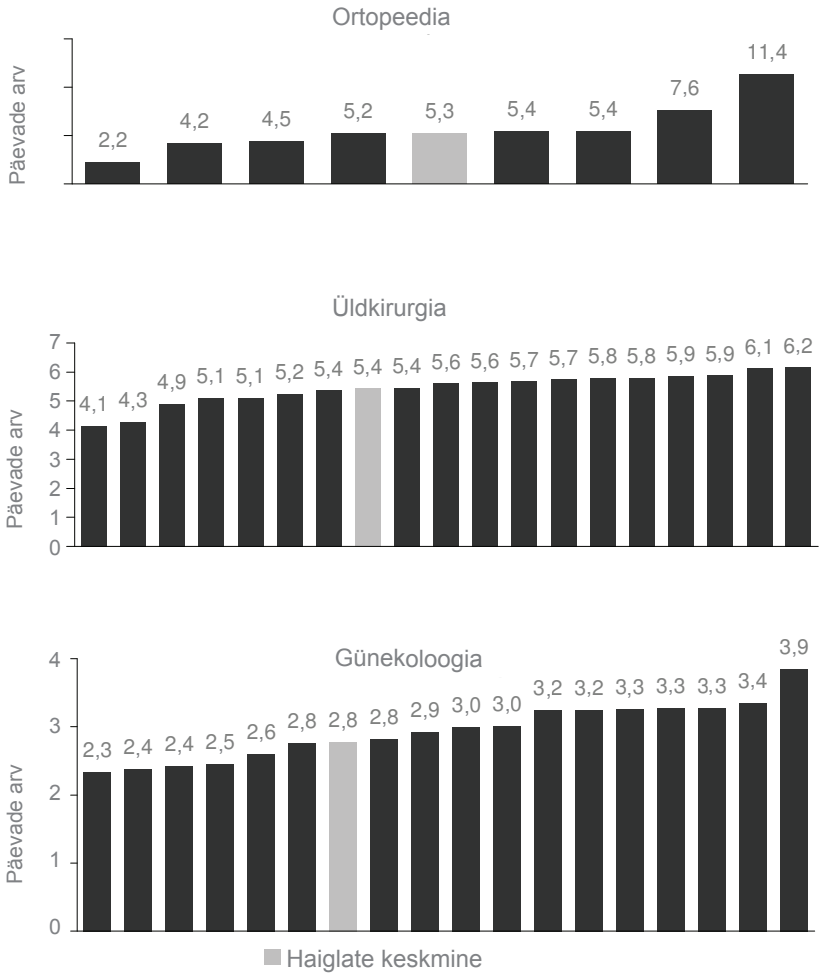 Ortopeedia
Päevade arv
2,2 4,2 4,5 5,2 5,3 5,4 5,4 7,6 11,4
Üldkirurgia
Päevade arv
7
6
5
4
3
2
1
0
4,1 4,3 4,9 5,1 5,1 5,2 5,4 5,4 5,4 5,6 5,6 5,7 5,7 5,8 5,8 5,9 5,9 6,1 6,2
Günekoloogia
Päevade arv
4
3
2
1
0
2,3 2,4 2,4 2,5 2,6 2,8 2,8 2,8 2,9 3,0 3,0 3,2 3,2 3,3 3,3 3,3 3,4 3,9
Haiglate keskmine